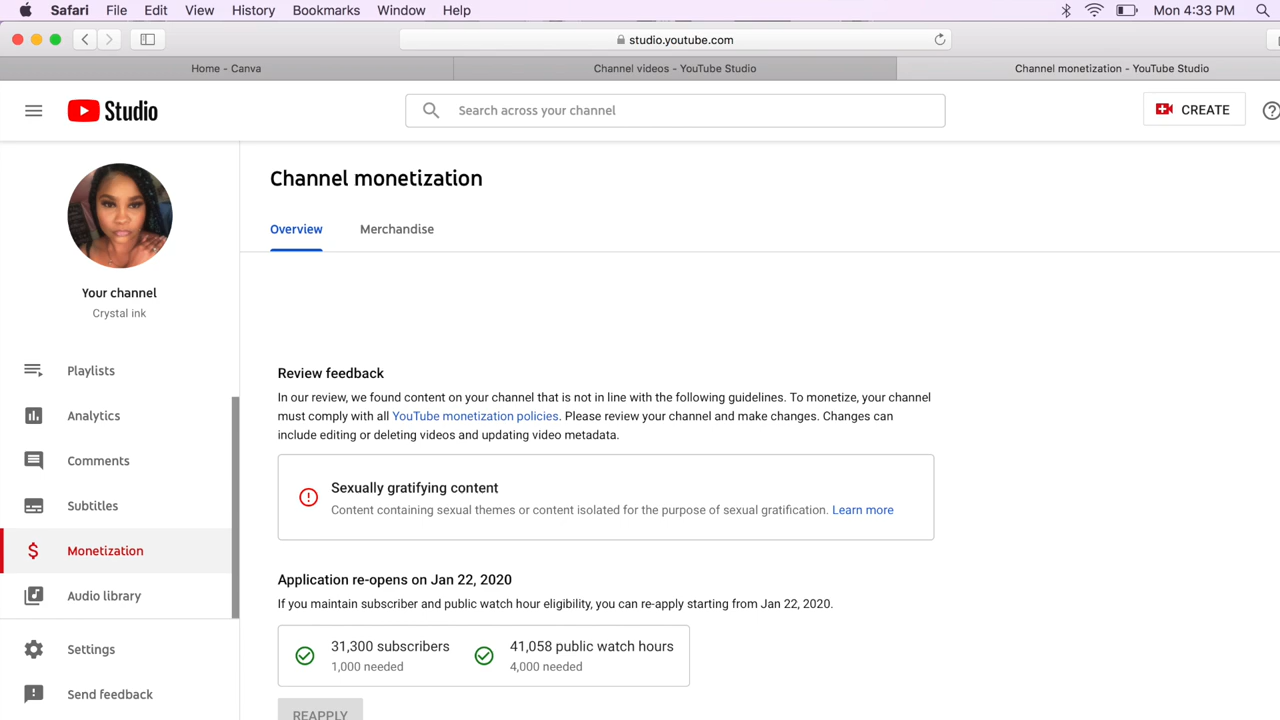 Safari File Edit View History Bookmarks Window Help Mon 4:33 PM
studio.youtube.com
Home - Canva Channel videos - YouTube Studio Channel monetization - YouTube Studio
Studio Search across your channel CREATE ?
Channel monetization
Overview Merchandise
Your channel
Crystal ink
Playlists
Analytics
Comments
Subtitles
$ Monetization
Audio library
Settings
Send feedback
Review feedback
In our review, we found content on your channel that is not in line with the following guidelines. To monetize, your channel
must comply with all YouTube monetization policies. Please review your channel and make changes. Changes can
include editing or deleting videos and updating video metadata.
Sexually gratifying content
Content containing sexual themes or content isolated for the purpose of sexual gratification. Learn more
Application re-opens on Jan 22, 2020
If you maintain subscriber and public watch hour eligibility, you can re-apply starting from Jan 22, 2020.
31,300 subscribers 41,058 public watch hours
1,000 needed 4,000 needed
REAPPLY